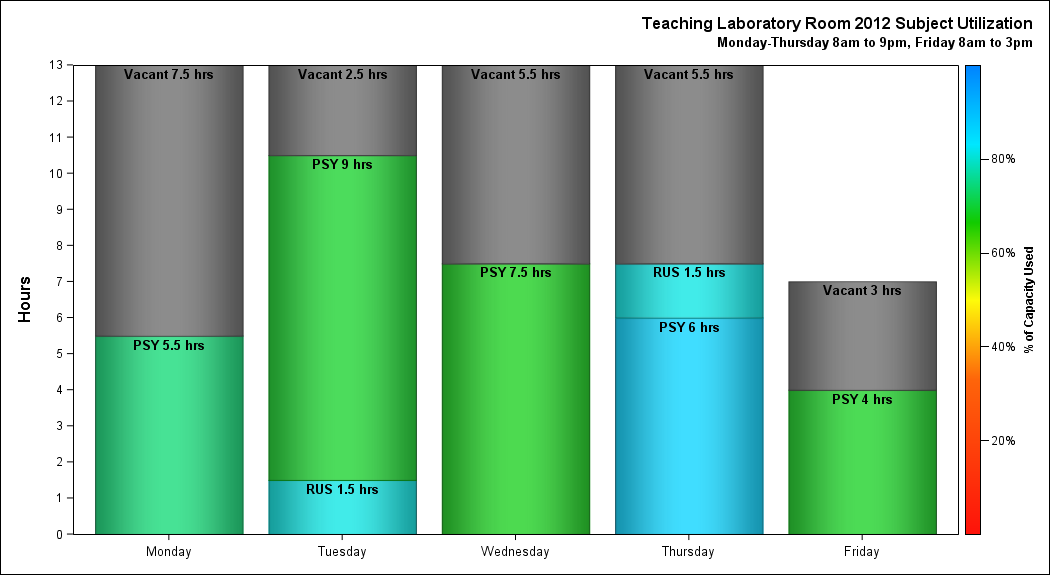 Teaching Laboratory Room 2012 Subject Utilization
Monday-Thursday 8am to 9pm, Friday 8am to 3pm
Hours
13
12
11
10
9
8
7
6
5
4
3
2
1
0
Vacant 7.5 hrs
PSY 5.5 hrs
Vacant 2.5 hrs
PSY 9 hrs
RUS 1.5 hrs
Vacant 5.5 hrs
PSY 7.5 hrs
Vacant 5.5 hrs
RUS 1.5 hrs
PSY 6 hrs
Vacant 3 hrs
PSY 4 hrs
Monday
Tuesday
Wednesday
Thursday
Friday
80%
60%
40%
20%
% of Capacity Used